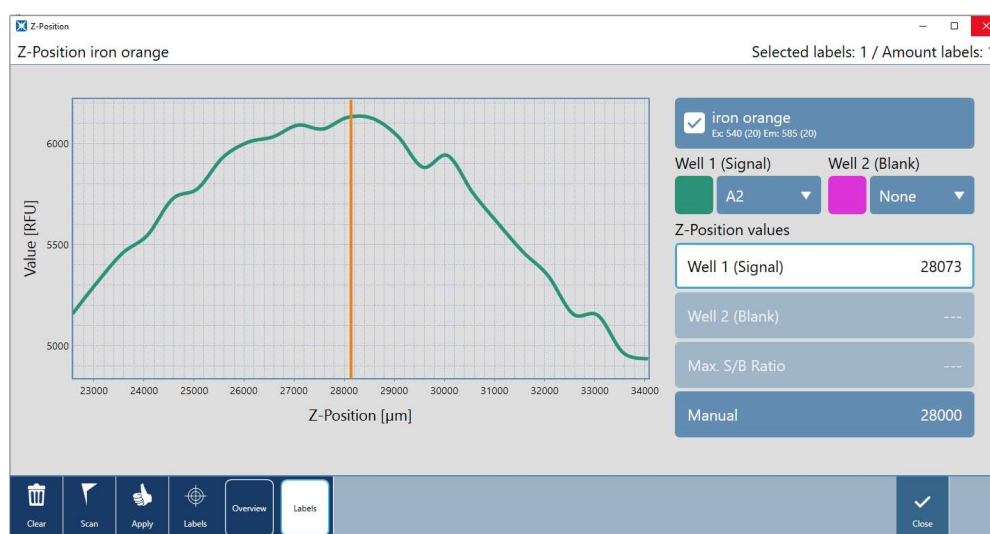 Z-Position
Z-Position iron orange
Selected labels: 1 / Amount labels:
6000
5500
5000
Value [RFU]
23000 24000 25000 26000 27000 28000 29000 30000 31000 32000 33000 34000
Z-Position [µm]
iron orange
Ex: 540 (20) Em: 585 (20)
Well 1 (Signal) Well 2 (Blank)
A2 None
Z-Position values
Well 1 (Signal) 28073
Well 2 (Blank) ---
Max. S/B Ratio ---
Manual 28000
Clear Scan Apply Labels Overview Labels Close